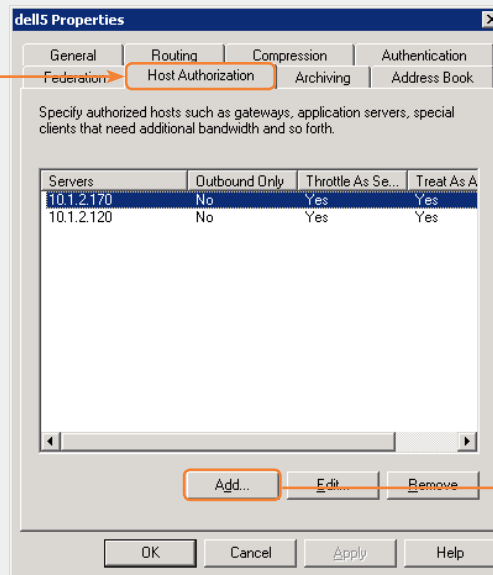 dell5 Properties
General Routing Compression Authentication
Federation Host Authorization Archiving Address Book
Specify authorized hosts such as gateways, application servers, special
clients that need additional bandwidth and so forth.
Servers Outbound Only Throttle As Se... Treat As A
10.1.2.170 No Yes Yes
10.1.2.120 No Yes Yes
Add... Edit... Remove
OK Cancel Apply Help